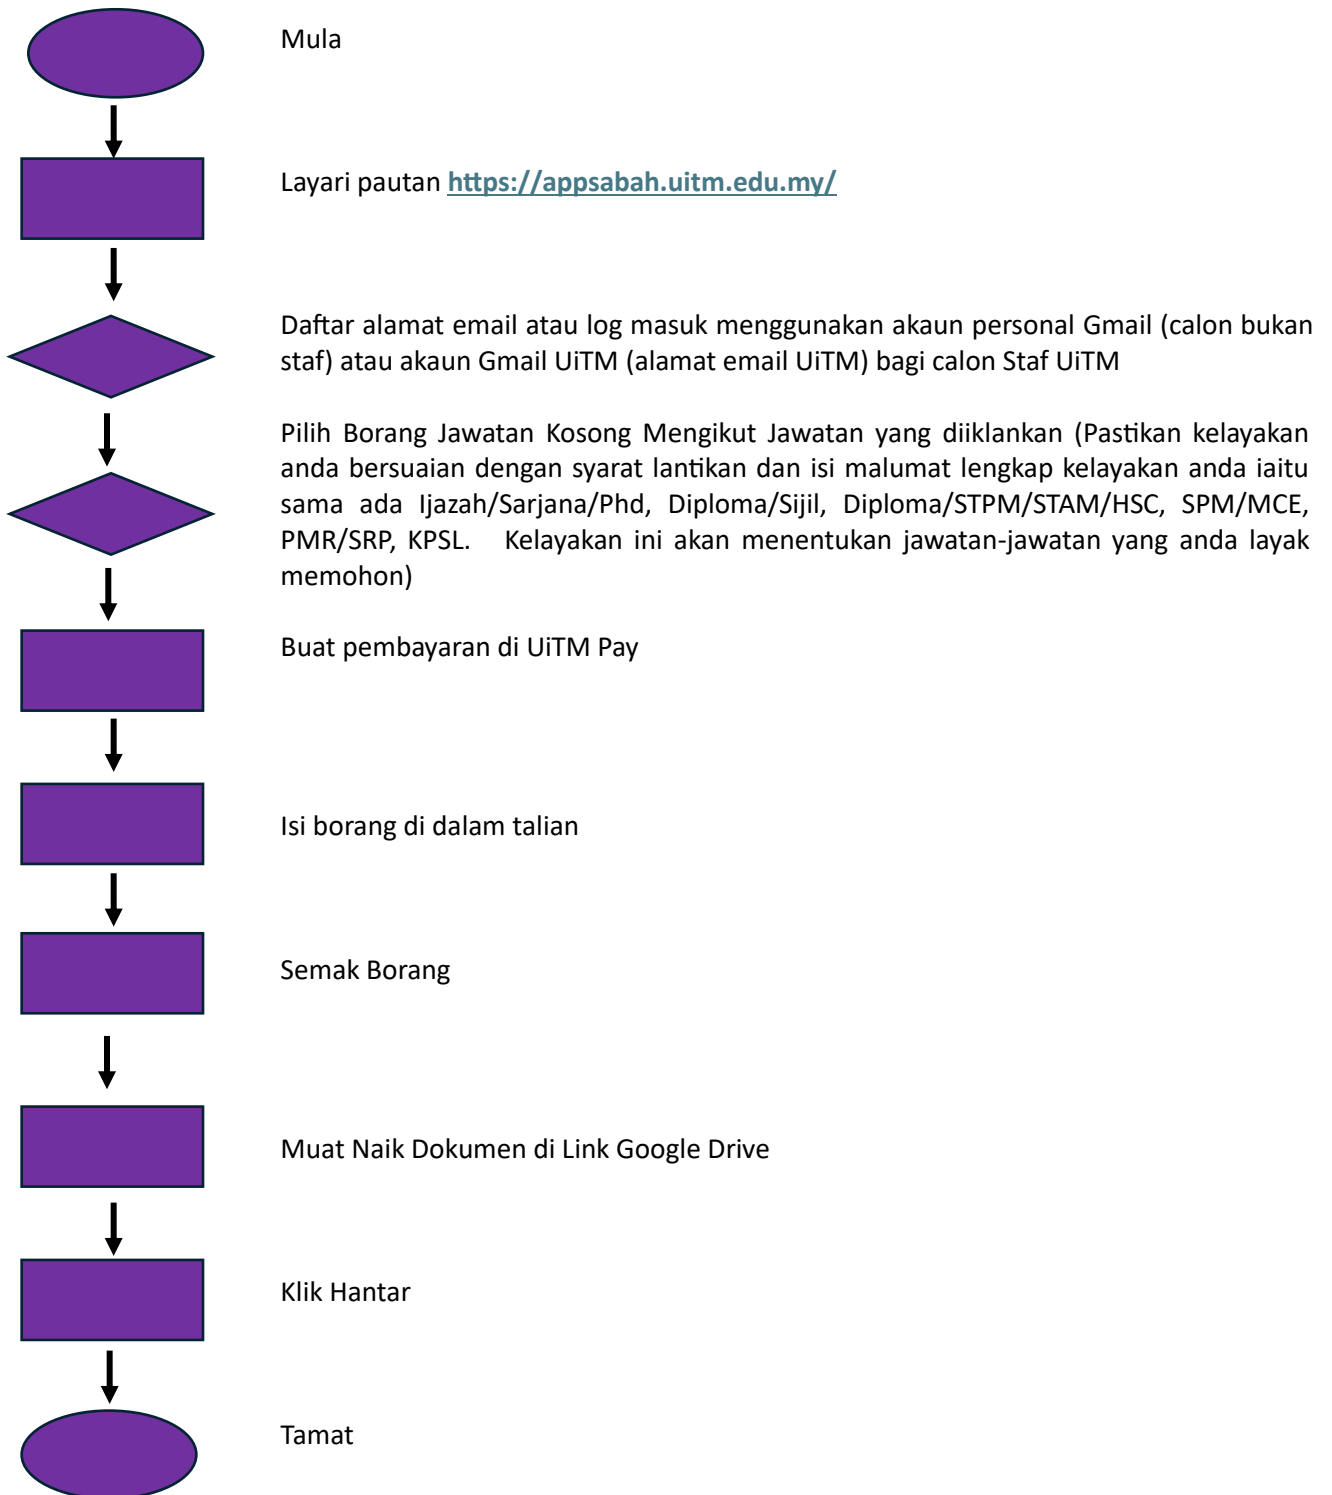 Mula
Layari pautan https://appsabah.uitm.edu.my/
Daftar alamat email atau log masuk menggunakan akaun personal Gmail (calon bukan
staf) atau akaun Gmail UiTM (alamat email UiTM) bagi calon Staf UiTM
Pilih Borang Jawatan Kosong Mengikut Jawatan yang diiklankan (Pastikan kelayakan
anda bersuaian dengan syarat lantikan dan isi malumat lengkap kelayakan anda iaitu
sama ada Ijazah/Sarjana/Phd, Diploma/Sijil, Diploma/STPM/STAM/HSC, SPM/MCE,
PMR/SRP, KPSL. Kelayakan ini akan menentukan jawatan-jawatan yang anda layak
memohon)
Buat pembayaran di UiTM Pay
Isi borang di dalam talian
Semak Borang
Muat Naik Dokumen di Link Google Drive
Klik Hantar
Tamat